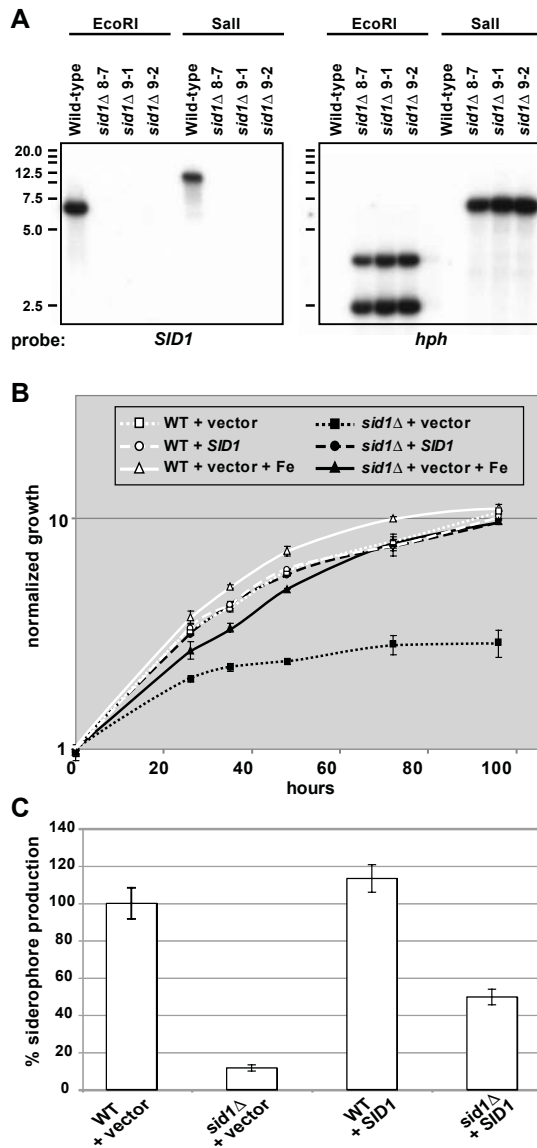 A
EcoRI SalI EcoRI SalI
Wild-type sid1Δ 8-7 sid1Δ 9-1 sid1Δ 9-2 Wild-type sid1Δ 8-7 sid1Δ 9-1 sid1Δ 9-2 Wild-type sid1Δ 8-7 sid1Δ 9-1 sid1Δ 9-2 Wild-type sid1Δ 8-7 sid1Δ 9-1 sid1Δ 9-2
20.0
12.5
7.5
5.0
2.5
probe: SID1 hph
B
WT + vector sid1Δ + vector
WT + SID1 sid1Δ + SID1
WT + vector + Fe sid1Δ + vector + Fe
normalized growth
10
1
0 20 40 60 80 100
hours
C
% siderophore production
140
120
100
80
60
40
20
0
WT + vector
sid1Δ + vector
WT + SID1
sid1Δ + SID1